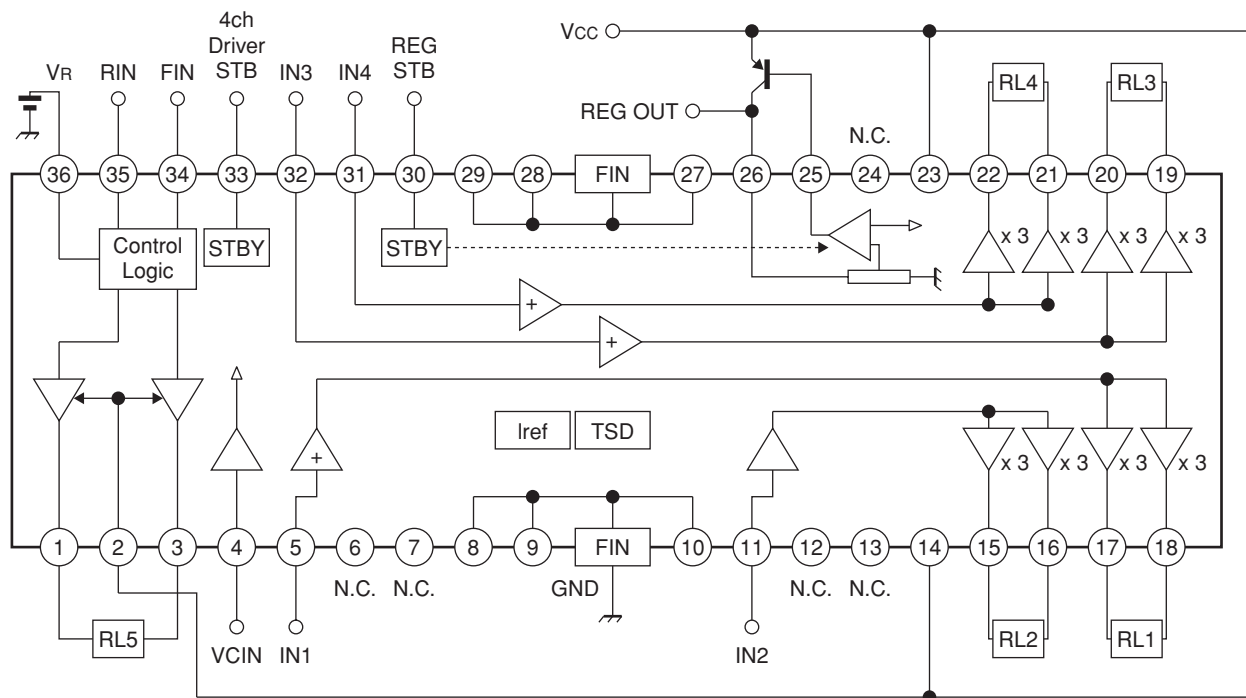 4ch
Driver
STB
REG
STB
VCC
VR
RIN
FIN
IN3
IN4
REG OUT
N.C.
RL4
RL3
36
35
34
33
32
31
30
29
28
FIN
27
26
25
24
23
22
21
20
19
Control
Logic
STBY
STBY
x 3
x 3
x 3
x 3
+
+
+
Iref
TSD
x 3
x 3
x 3
x 3
1
2
3
4
5
6
7
8
9
FIN
10
11
12
13
14
15
16
17
18
N.C.
N.C.
GND
N.C.
N.C.
RL5
VCIN
IN1
IN2
RL2
RL1